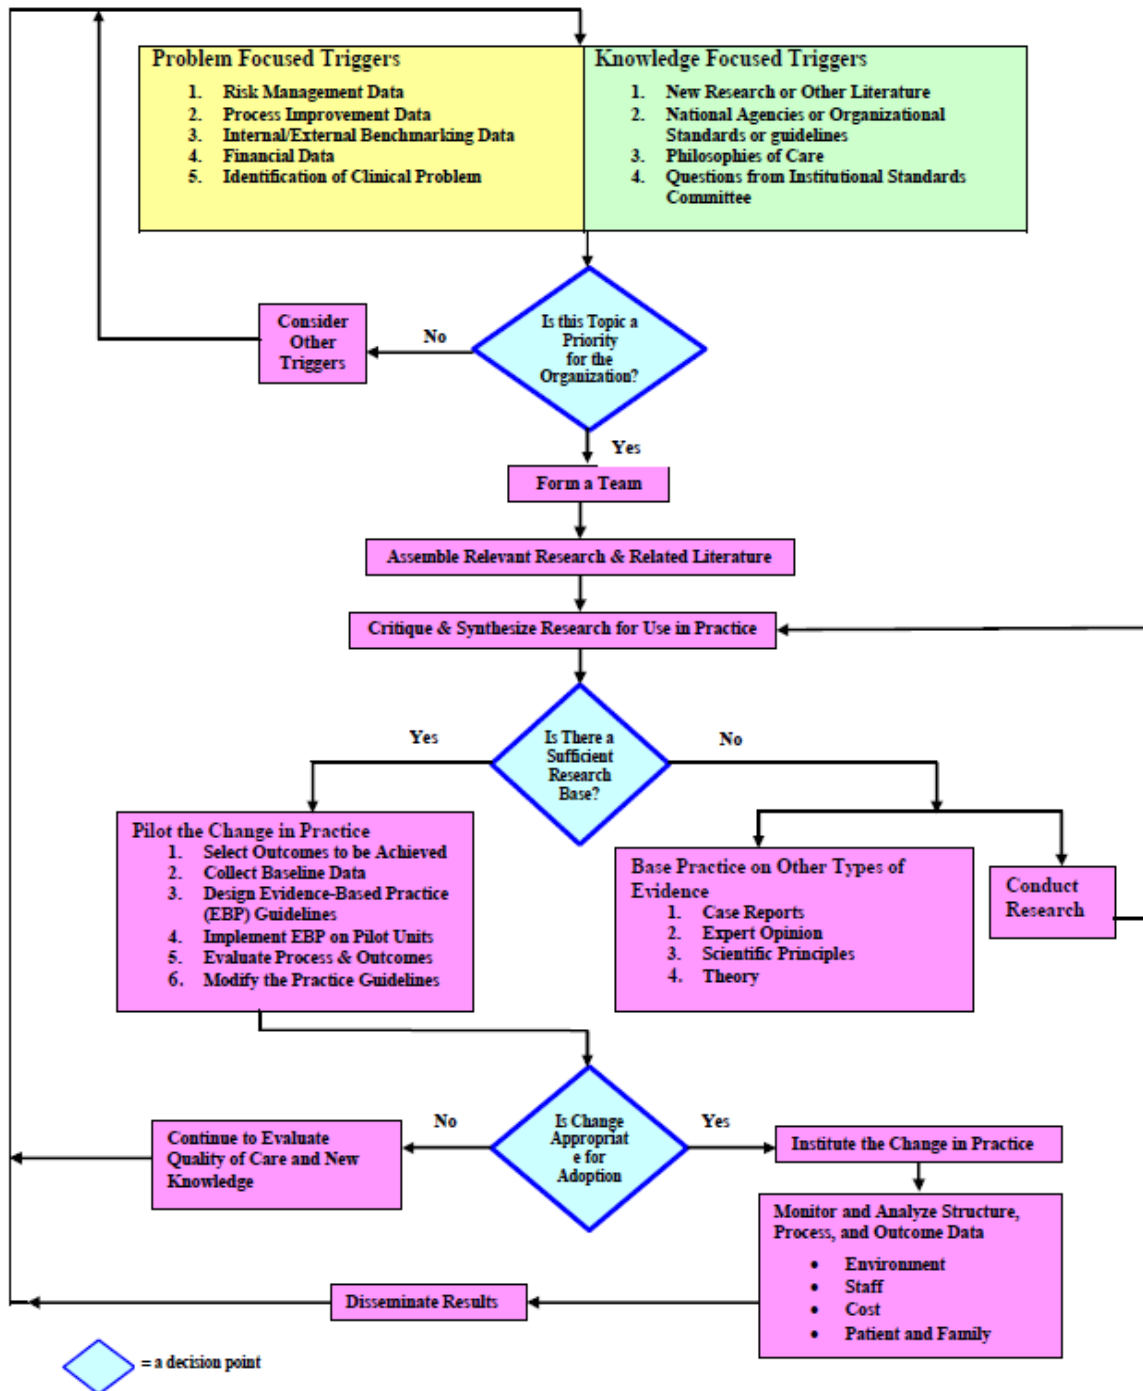 Problem Focused Triggers
1. Risk Management Data
2. Process Improvement Data
3. Internal/External Benchmarking Data
4. Financial Data
5. Identification of Clinical Problem
Knowledge Focused Triggers
1. New Research or Other Literature
2. National Agencies or Organizational
Standards or guidelines
3. Philosophies of Care
4. Questions from Institutional Standards
Committee
Consider
Other
Triggers
No
Is this Topic a
Priority
for the
Organization?
Yes
Form a Team
Assemble Relevant Research & Related Literature
Critique & Synthesize Research for Use in Practice
Yes
Is There a
Sufficient
Research
Base?
No
Pilot the Change in Practice
1. Select Outcomes to be Achieved
2. Collect Baseline Data
3. Design Evidence-Based Practice
(EBP) Guidelines
4. Implement EBP on Pilot Units
5. Evaluate Process & Outcomes
6. Modify the Practice Guidelines
Base Practice on Other Types of
Evidence
1. Case Reports
2. Expert Opinion
3. Scientific Principles
4. Theory
Conduct
Research
Continue to Evaluate
Quality of Care and New
Knowledge
No
Is Change
Appropriat
e for
Adoption
Yes
Institute the Change in Practice
Monitor and Analyze Structure,
Process, and Outcome Data
• Environment
• Staff
• Cost
• Patient and Family
Disseminate Results
= a decision point